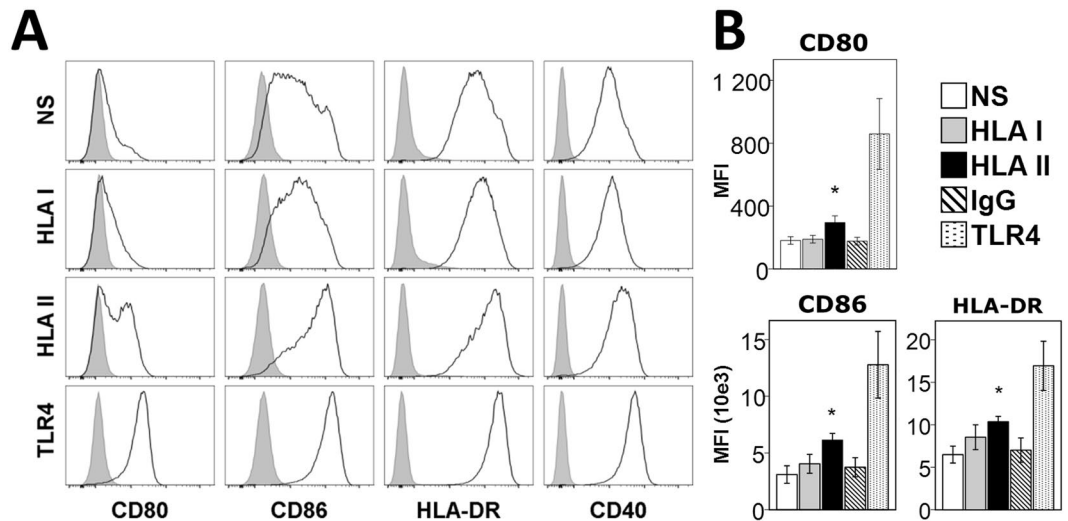 A
NS
HLA I
HLA II
TLR4
CD80
CD86
HLA-DR
CD40
B
CD80
MFI
1 200
800
400
0
NS
HLA I
HLA II
IgG
TLR4
*
CD86
MFI (10e3)
15
10
5
0
*
HLA-DR
20
15
10
5
0
*